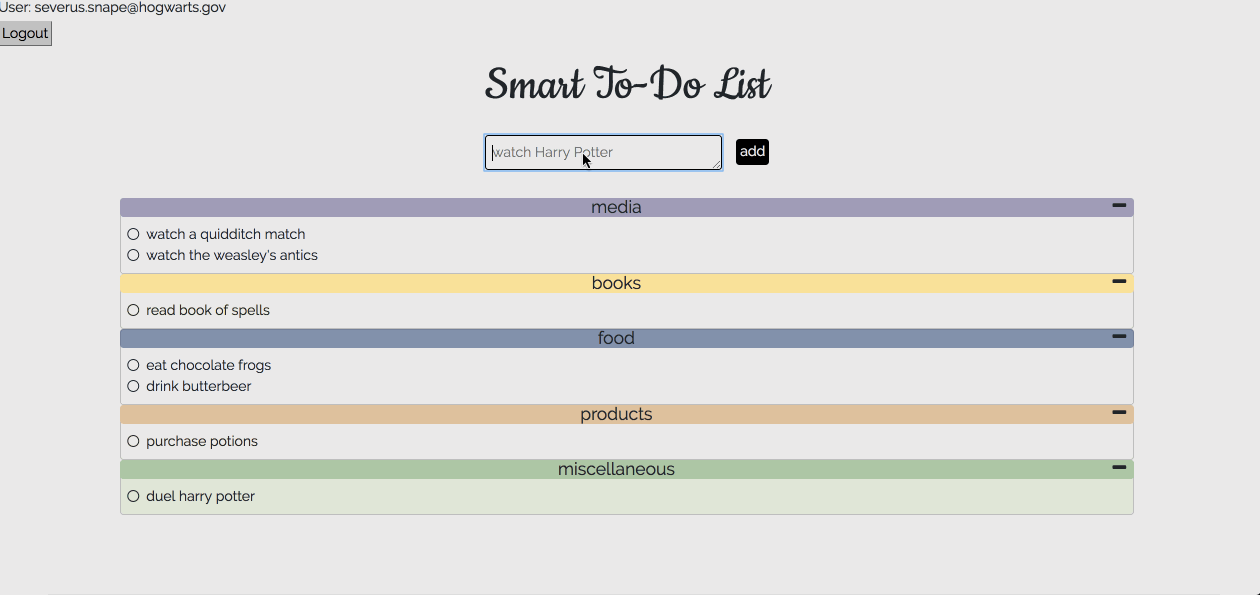 User: severus.snape@hogwarts.gov
Logout
Smart To-Do List
watch Harry Potter
add
media
watch a quidditch match
watch the weasley's antics
books
read book of spells
food
eat chocolate frogs
drink butterbeer
products
purchase potions
miscellaneous
duel harry potter